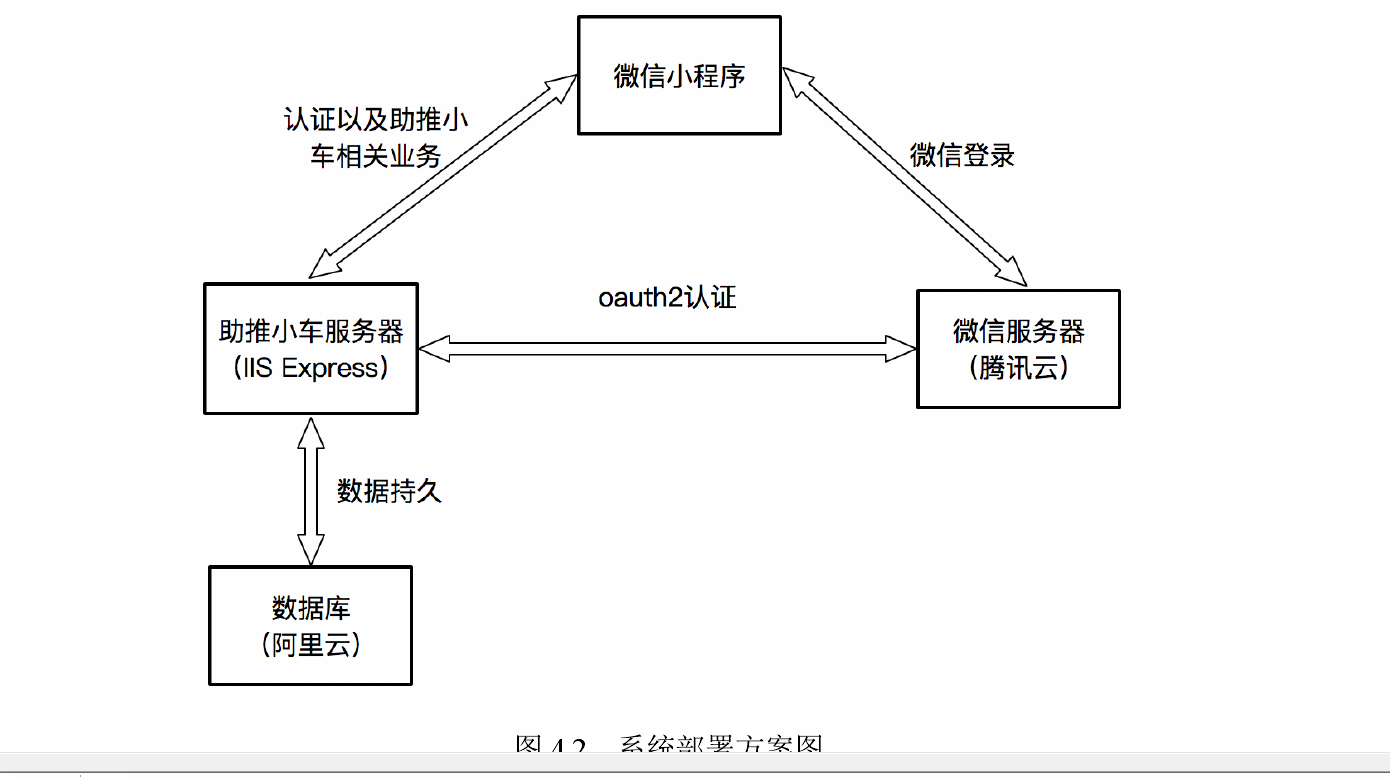 微信小程序
认证以及助推小
车相关业务
微信登录
oauth2认证
助推小车服务器
（IIS Express）
微信服务器
（腾讯云）
数据持久
数据库
（阿里云）
图 4.2 系统部署方案图